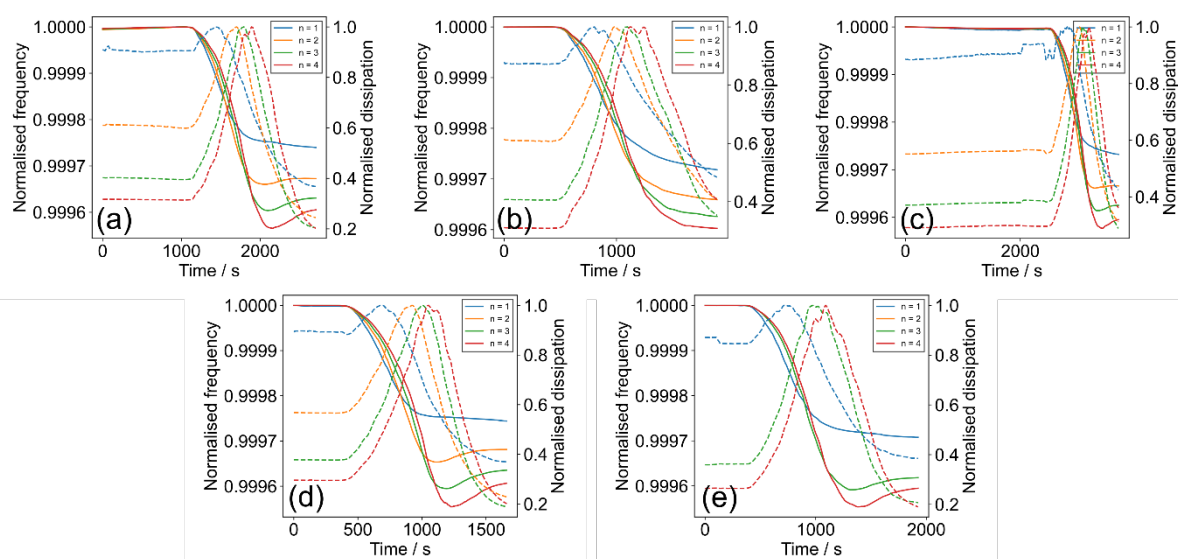 1.0000
0.9999
0.9998
0.9997
0.9996
Normalised frequency
1.0
0.8
0.6
0.4
0.2
Normalised dissipation
n = 1
n = 2
n = 3
n = 4
(a)
0
1000
2000
Time / s
1.0000
0.9999
0.9998
0.9997
0.9996
Normalised frequency
1.0
0.8
0.6
0.4
Normalised dissipation
n = 1
n = 2
n = 3
n = 4
(b)
0
1000
Time / s
1.0000
0.9999
0.9998
0.9997
0.9996
Normalised frequency
1.0
0.8
0.6
0.4
Normalised dissipation
n = 1
n = 2
n = 3
n = 4
(c)
0
2000
Time / s
1.0000
0.9999
0.9998
0.9997
0.9996
Normalised frequency
1.0
0.8
0.6
0.4
0.2
Normalised dissipation
n = 1
n = 2
n = 3
n = 4
(d)
0
500
1000
1500
Time / s
1.0000
0.9999
0.9998
0.9997
0.9996
Normalised frequency
1.0
0.8
0.6
0.4
0.2
Normalised dissipation
n = 1
n = 2
n = 3
n = 4
(e)
0
1000
2000
Time / s